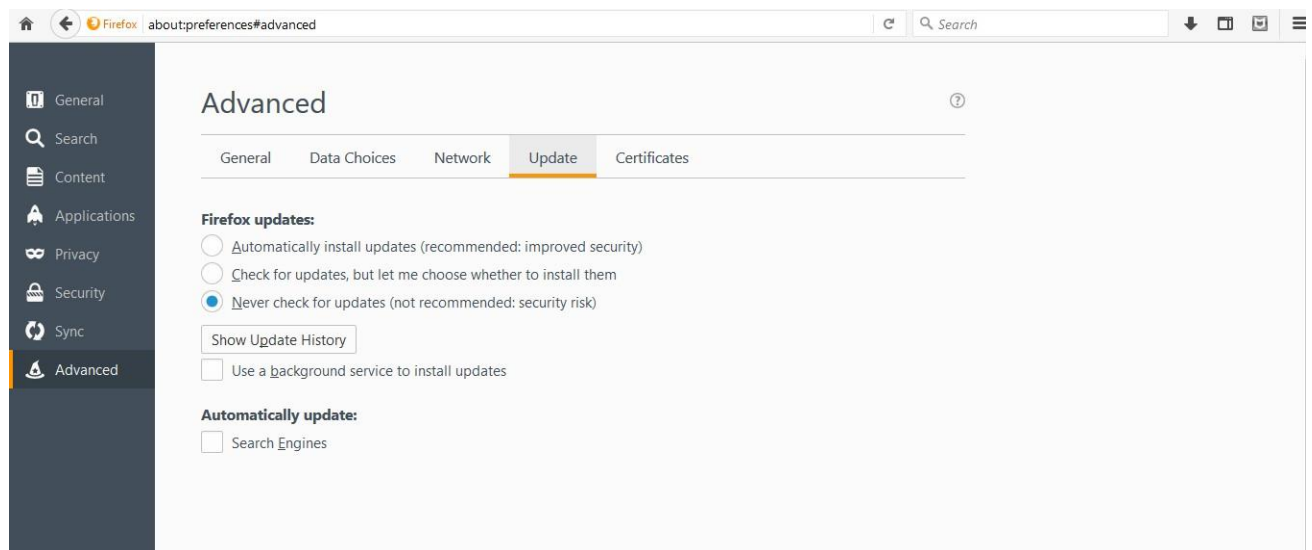 Firefox about:preferences#advanced Search
General
Search
Content
Applications
Privacy
Security
Sync
Advanced
Advanced
General Data Choices Network Update Certificates
Firefox updates:
Automatically install updates (recommended: improved security)
Check for updates, but let me choose whether to install them
Never check for updates (not recommended: security risk)
Show Update History
Use a background service to install updates
Automatically update:
Search Engines